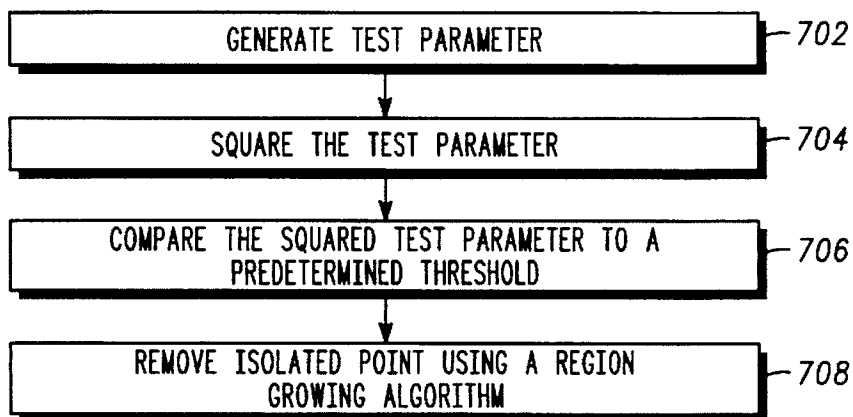 GENERATE TEST PARAMETER
702
SQUARE THE TEST PARAMETER
704
COMPARE THE SQUARED TEST PARAMETER TO A
PREDETERMINED THRESHOLD
706
REMOVE ISOLATED POINT USING A REGION
GROWING ALGORITHM
708